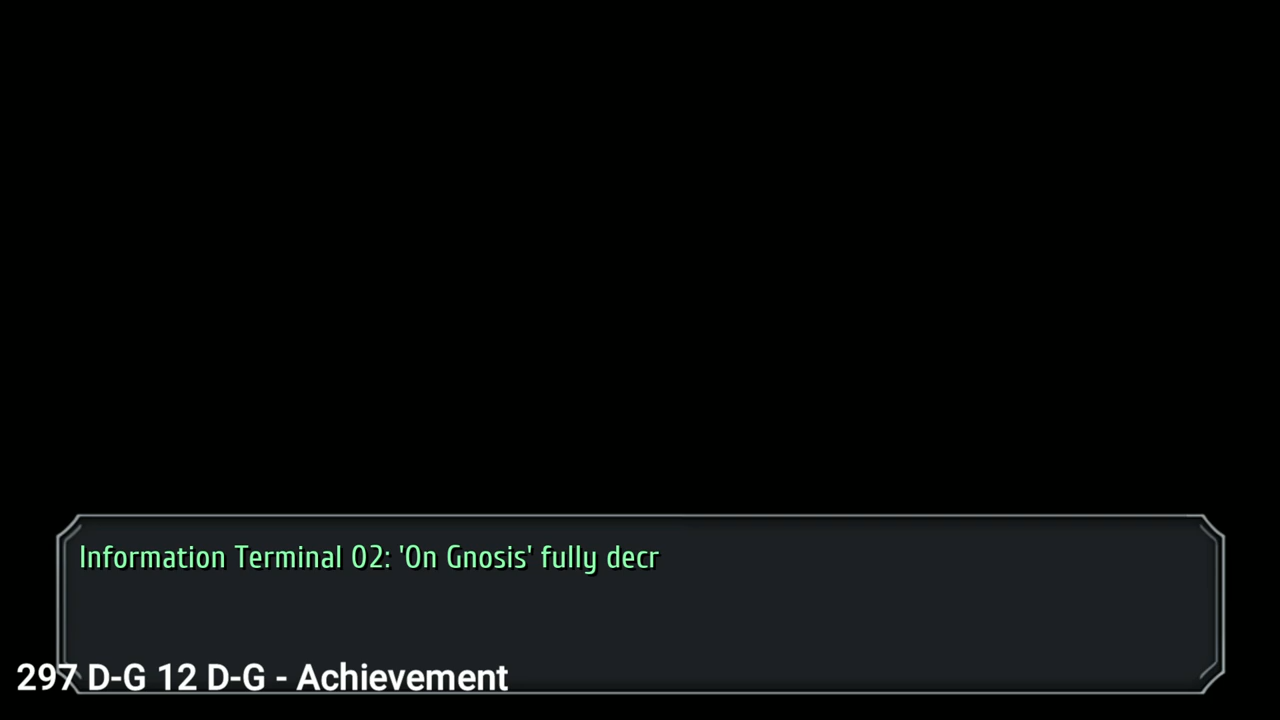 Information Terminal 02: 'On Gnosis' fully decr
297 D-G 12 D-G - Achievement